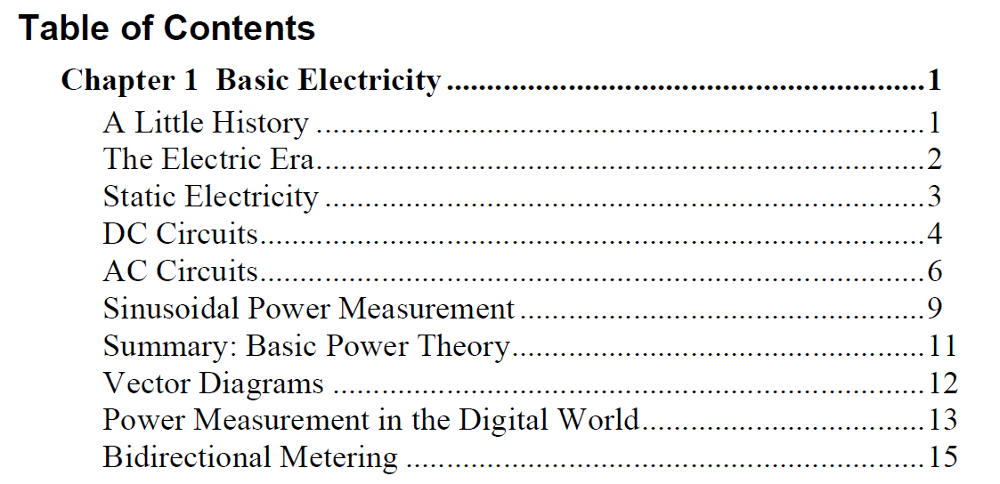 Table of Contents
Chapter 1 Basic Electricity..................................................1
A Little History..................................................1
The Electric Era..................................................2
Static Electricity..................................................3
DC Circuits..................................................4
AC Circuits..................................................6
Sinusoidal Power Measurement..................................................9
Summary: Basic Power Theory..................................................11
Vector Diagrams..................................................12
Power Measurement in the Digital World..................................................13
Bidirectional Metering..................................................15